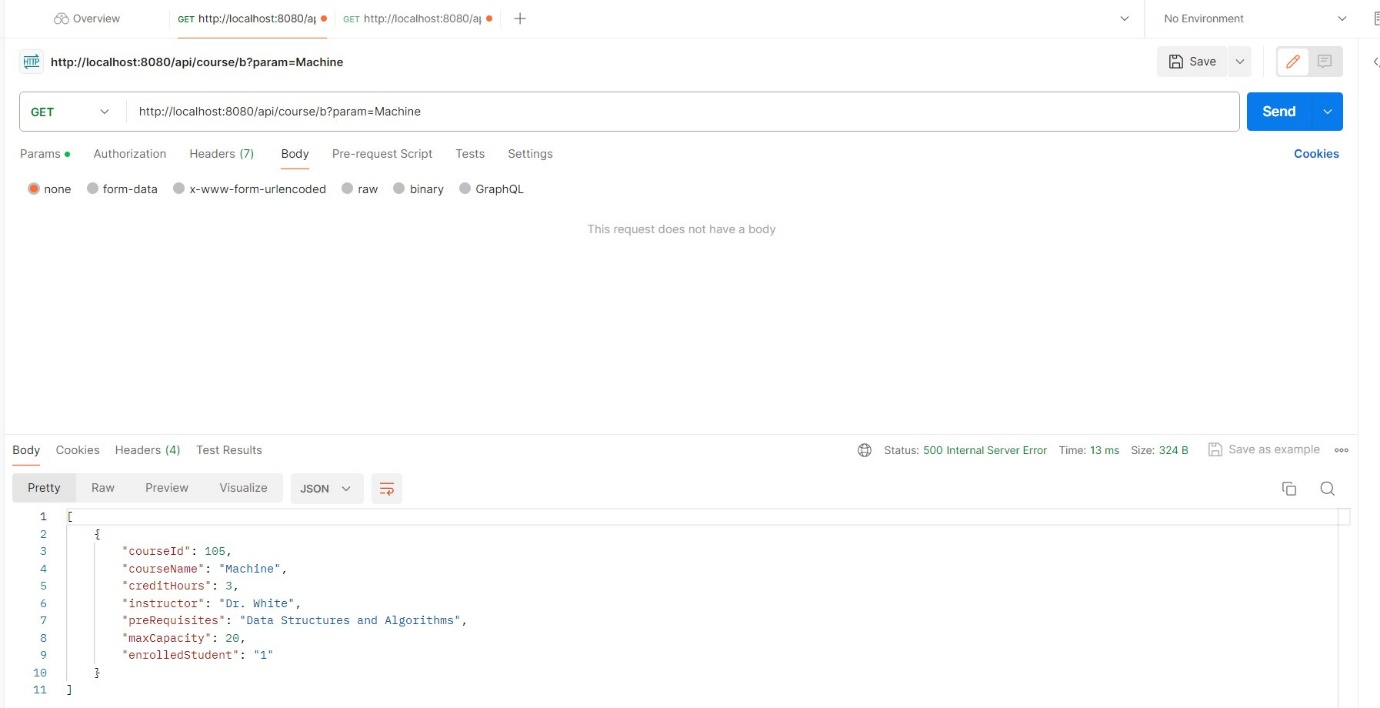 Overview
GET http://localhost:8080/a
GET http://localhost:8080/a
No Environment
HTTP http://localhost:8080/api/course/b?param=Machine
Save
GET http://localhost:8080/api/course/b?param=Machine
Send
Params Authorization Headers (7) Body Pre-request Script Tests Settings Cookies
none form-data x-www-form-urlencoded raw binary GraphQL
This request does not have a body
Body Cookies Headers (4) Test Results Status: 500 Internal Server Error Time: 13 ms Size: 324 B Save as example
Pretty Raw Preview Visualize JSON
1 [
2 {
3 "courseId": 105,
4 "courseName": "Machine",
5 "creditHours": 3,
6 "instructor": "Dr. White",
7 "preRequisites": "Data Structures and Algorithms",
8 "maxCapacity": 20,
9 "enrolledStudent": "1"
10 }
11 ]